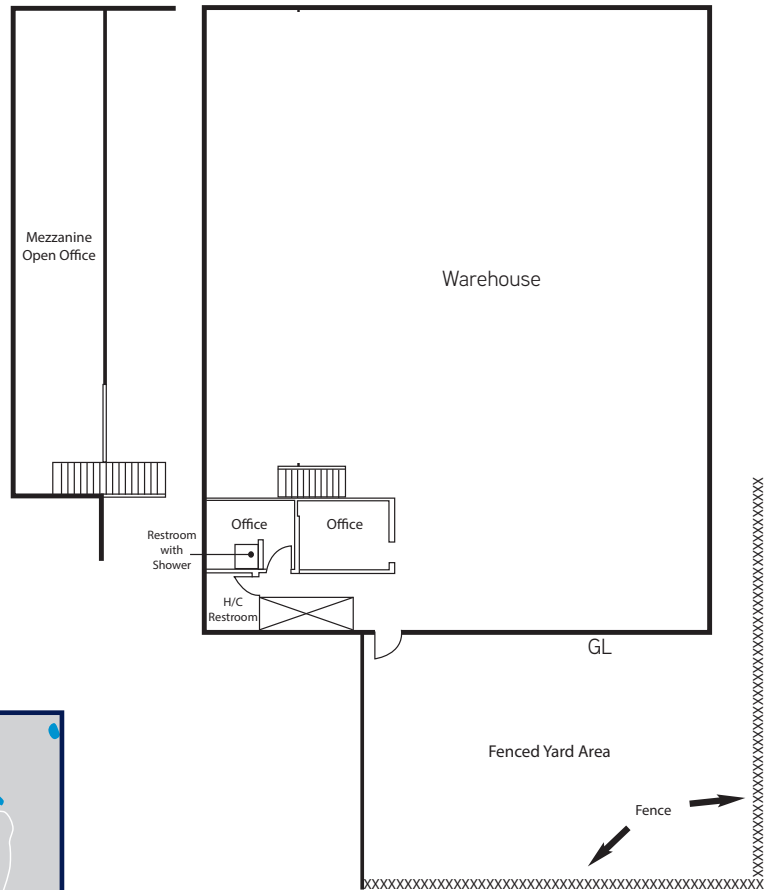 Mezzanine
Open Office
Warehouse
Office
Office
Restroom
with
Shower
H/C
Restroom
GL
Fenced Yard Area
Fence